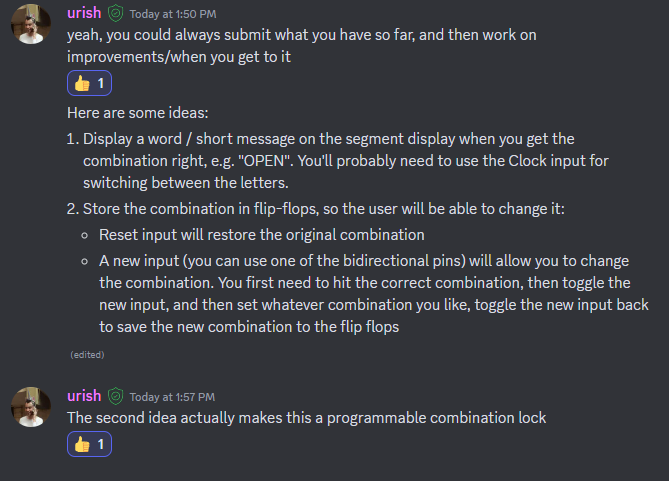 urish Today at 1:50 PM
yeah, you could always submit what you have so far, and then work on
improvements/when you get to it
👍 1
Here are some ideas:
1. Display a word / short message on the segment display when you get the
combination right, e.g. "OPEN". You'll probably need to use the Clock input for
switching between the letters.
2. Store the combination in flip-flops, so the user will be able to change it:
◦ Reset input will restore the original combination
◦ A new input (you can use one of the bidirectional pins) will allow you to change
the combination. You first need to hit the correct combination, then toggle the
new input, and then set whatever combination you like, toggle the new input back
to save the new combination to the flip flops
(edited)
urish Today at 1:57 PM
The second idea actually makes this a programmable combination lock
👍 1